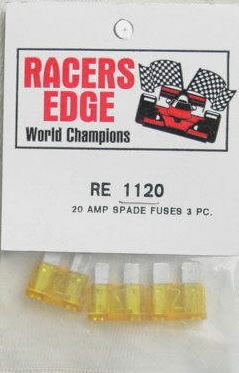 RACERS
EDGE
World Champions
RE 1120
20 AMP SPADE FUSES 3 PC.